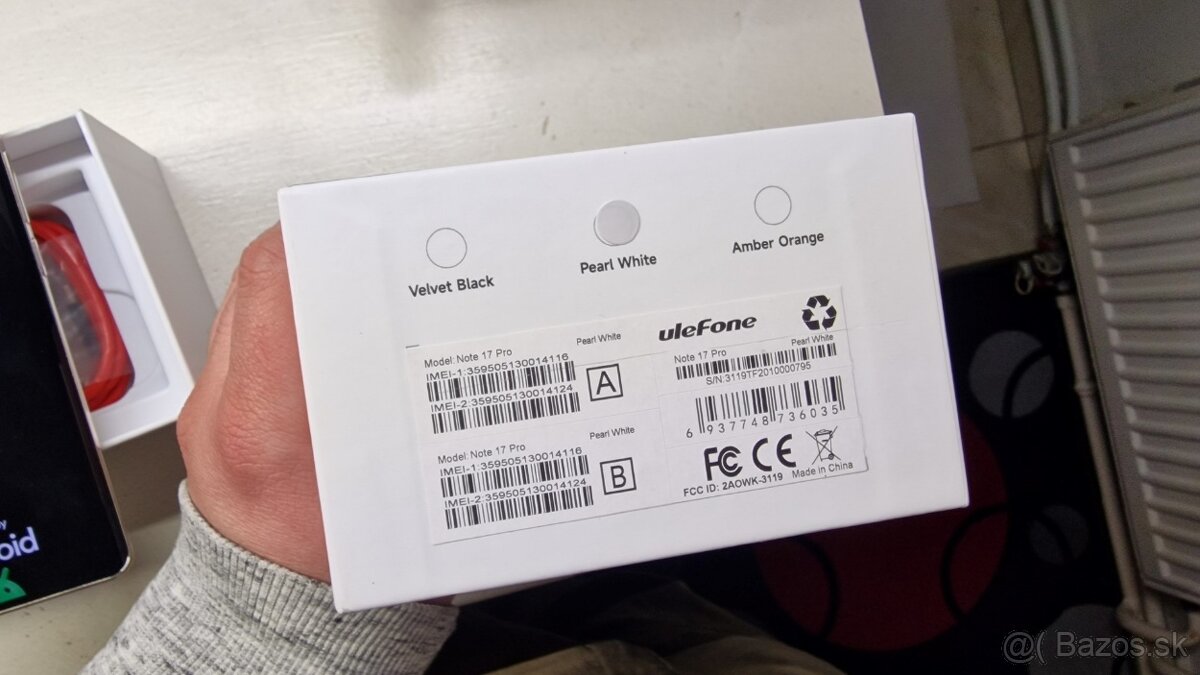 Velvet Black
Pearl White
Amber Orange
Model: Note 17 Pro
Pearl White
IMEI-1:359505130014116
IMEI-2:359505130014124
A
Model: Note 17 Pro
Pearl White
IMEI-1:359505130014116
IMEI-2:359505130014124
B
ulefone
Note 17 Pro
Pearl White
S/N:3119TF2010000795
6 937748 736035
FC CE
FCC ID: 2AOWK-3119
Made in China
oid
@( Bazos.sk